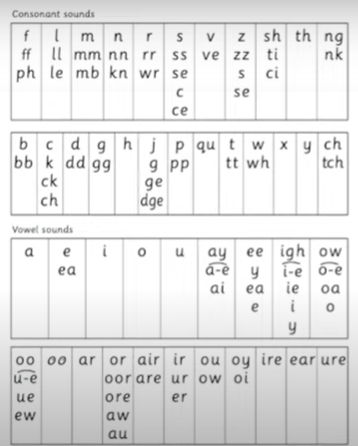 Consonant sounds
f l m n r s v z sh th ng
ff ll mm nn rr ss ve zz ti nk
ph le mb kn wr se s ci
c se
ce
b c d g h j p qu t w x y ch
bb k dd gg g pp tt wh tch
ck ge
ch dge
Vowel sounds
a e i o u ay ee igh ow
ea a-e y i-e o-e
ai ea ie oa
e i o
y
oo oo ar or air ir ou oy ire ear ure
u-e oor are ur ow oi
ue ore er
ew aw
au